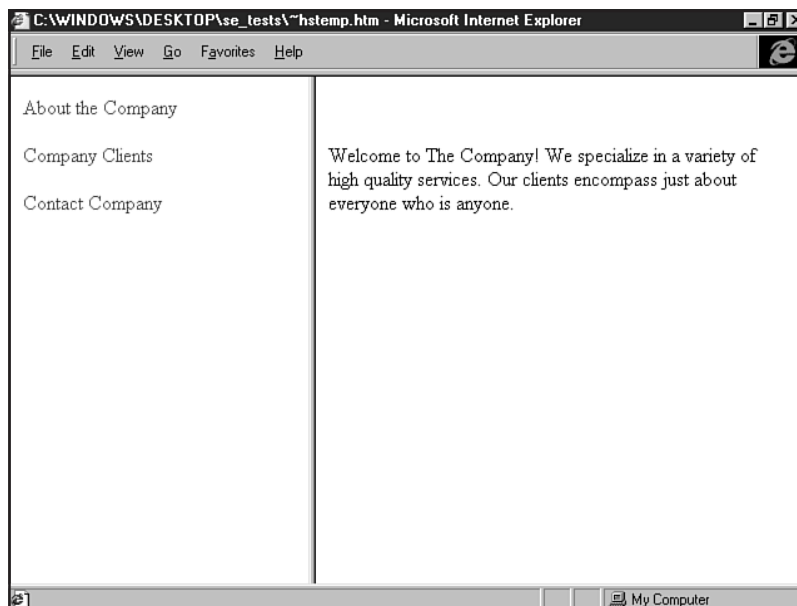 C:\WINDOWS\DESKTOP\se_tests\~hstemp.htm - Microsoft Internet Explorer
File Edit View Go Favorites Help
About the Company
Company Clients
Contact Company
Welcome to The Company! We specialize in a variety of
high quality services. Our clients encompass just about
everyone who is anyone.
My Computer